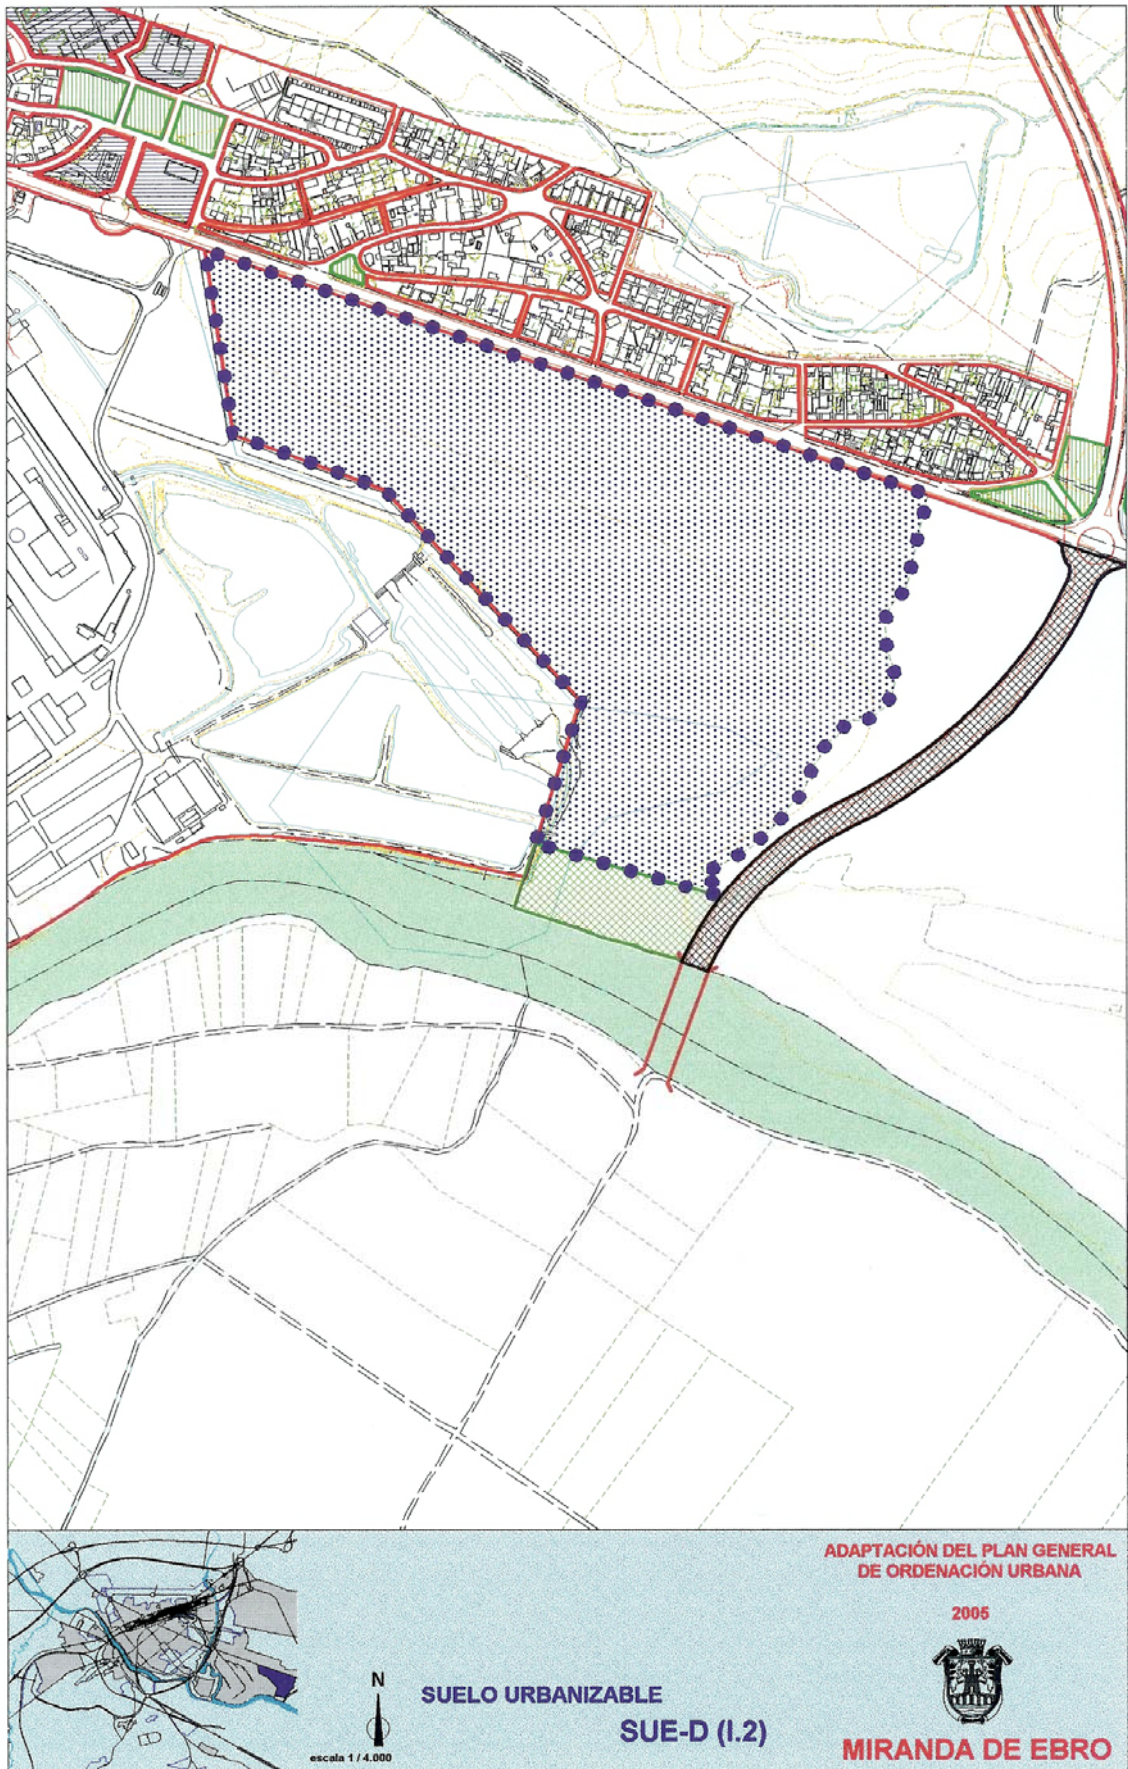 ADAPTACIÓN DEL PLAN GENERAL
DE ORDENACIÓN URBANA
2005
N
escala 1 / 4.000
SUELO URBANIZABLE
SUE-D (I.2)
MIRANDA DE EBRO